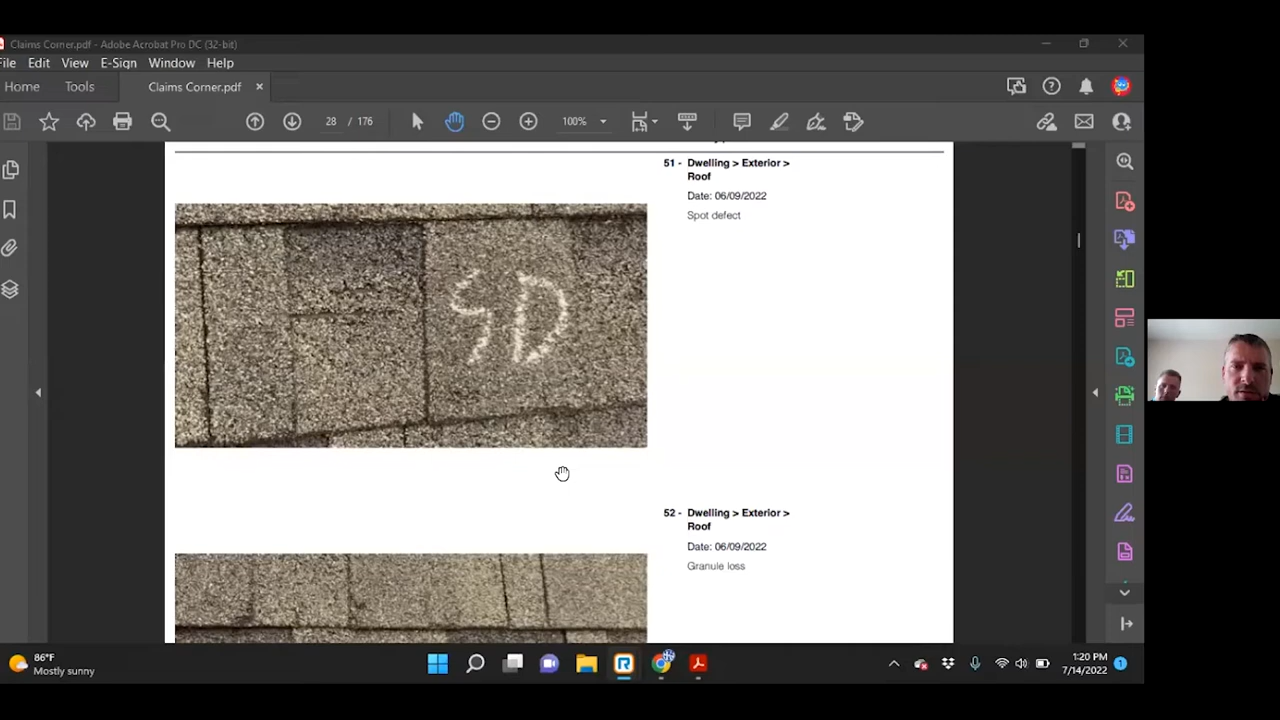 Claims Corner.pdf - Adobe Acrobat Pro DC (32-bit)
File Edit View E-Sign Window Help
Home Tools Claims Corner.pdf ×
28 / 176 100%
51 - Dwelling > Exterior >
Roof
Date: 06/09/2022
Spot defect
SD
52 - Dwelling > Exterior >
Roof
Date: 06/09/2022
Granule loss
86°F
Mostly sunny
1:20 PM
7/14/2022
1